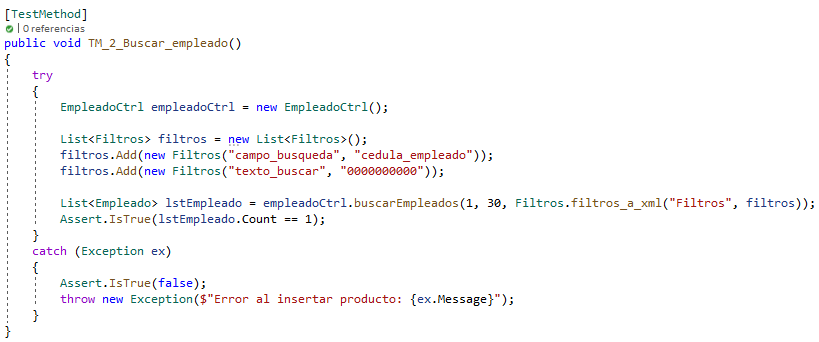 [TestMethod]
| 0 referencias
public void TM_2_Buscar_empleado()
{
try
{
EmpleadoCtrl empleadoCtrl = new EmpleadoCtrl();
List<Filtros> filtros = new List<Filtros>();
filtros.Add(new Filtros("campo_busqueda", "cedula_empleado"));
filtros.Add(new Filtros("texto_buscar", "0000000000"));
List<Empleado> lstEmpleado = empleadoCtrl.buscarEmpleados(1, 30, Filtros.filtros_a_xml("Filtros", filtros));
Assert.IsTrue(lstEmpleado.Count == 1);
}
catch (Exception ex)
{
Assert.IsTrue(false);
throw new Exception($"Error al insertar producto: {ex.Message}");
}
}